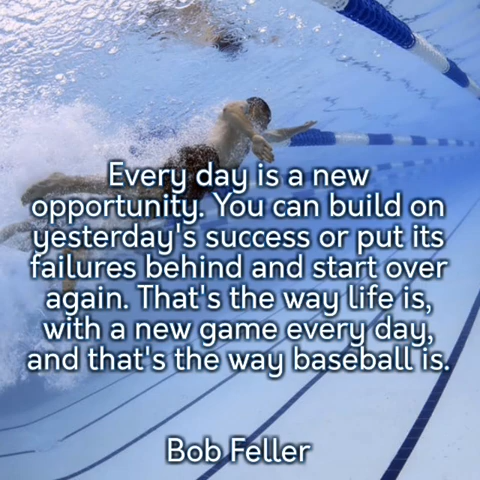 Every day is a new
opportunity. You can build on
yesterday's success or put its
failures behind and start over
again. That's the way life is,
with a new game every day,
and that's the way baseball is.
Bob Feller